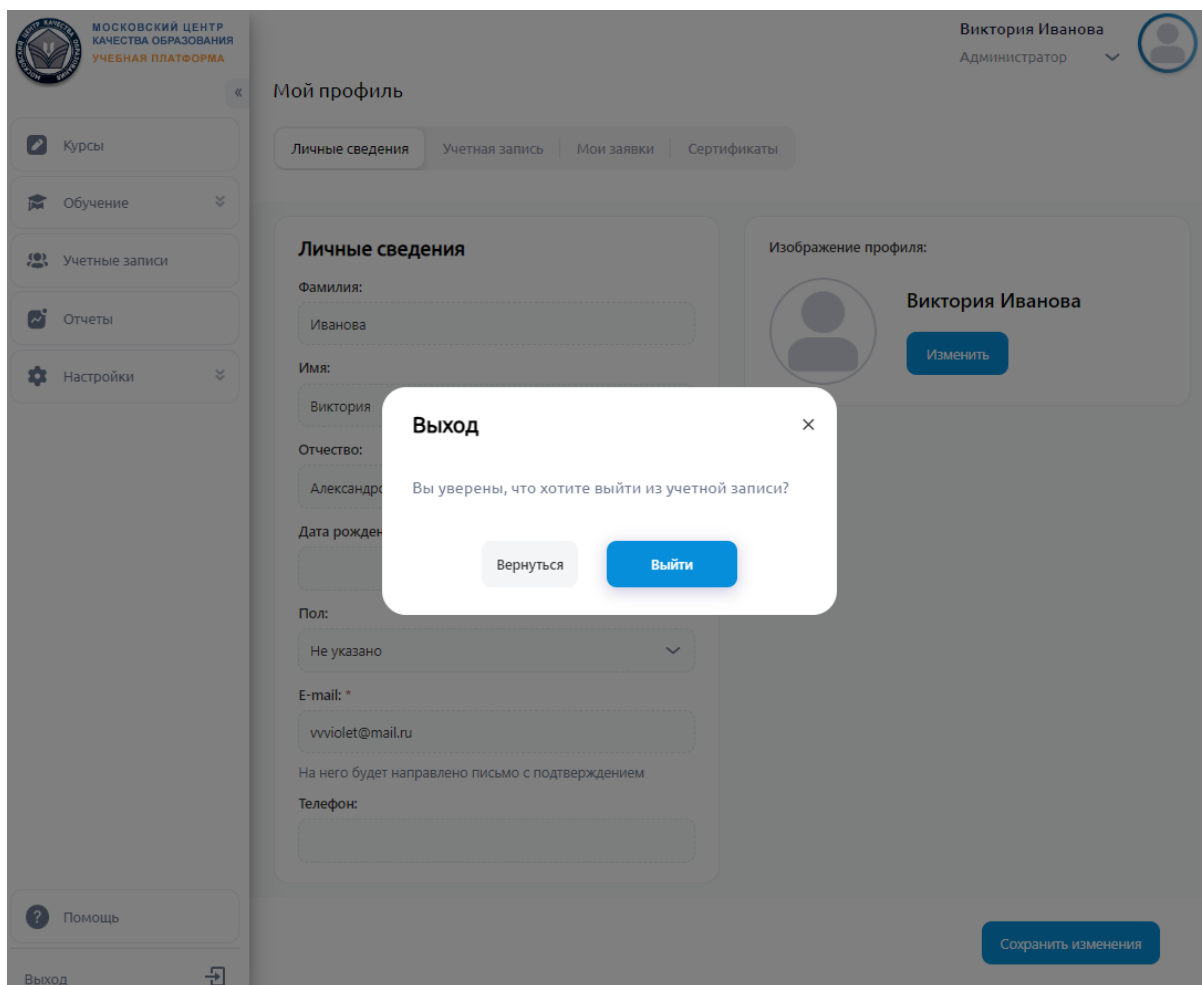 МОСКОВСКИЙ ЦЕНТР
КАЧЕСТВА ОБРАЗОВАНИЯ
УЧЕБНАЯ ПЛАТФОРМА
Виктория Иванова
Администратор
Мой профиль
Курсы
Обучение
Учетные записи
Отчеты
Настройки
Личные сведения
Учетная запись
Мои заявки
Сертификаты
Личные сведения
Фамилия:
Иванова
Имя:
Виктория
Отчество:
Дата
Пол:
Не указано
E-mail: *
vvviolet@mail.ru
На него будет направлено письмо с подтверждением
Телефон:
Изображение профиля:
Виктория Иванова
Изменить
Выход
Вы уверены, что хотите выйти из учетной записи?
Вернуться
Выйти
Помощь
Выход
Сохранить изменения